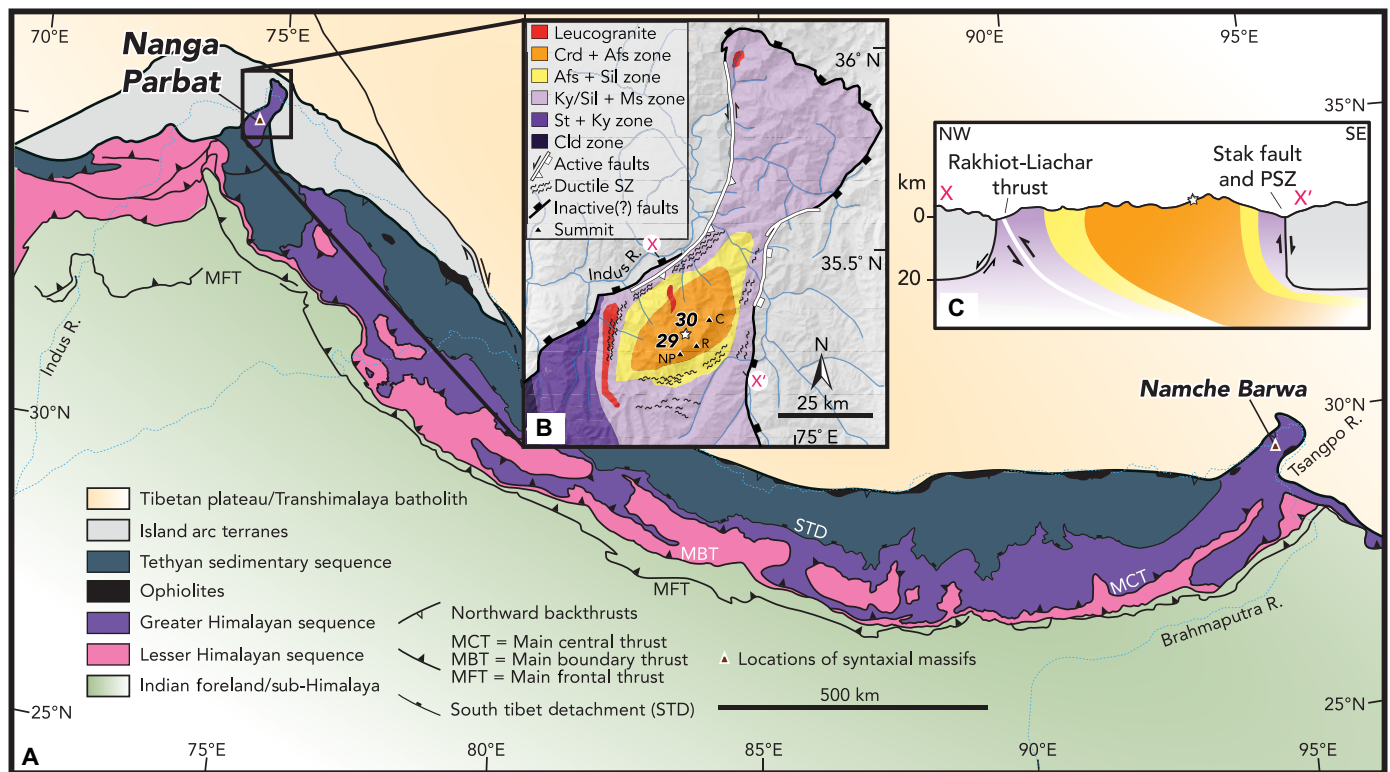 70°E
75°E
90°E
95°E
Nanga
Parbat
35°N
Leucogranite
Crd + Afs zone
Afs + Sil zone
Ky/Sil + Ms zone
St + Ky zone
Cld zone
Active faults
Ductile SZ
Inactive(?) faults
Summit
36° N
35.5° N
Indus R.
X
30
29
C
R
NP
X'
N
25 km
75° E
B
NW
SE
Rakhiot-Liachar
thrust
Stak fault
and PSZ
km
X
X'
0
20
C
MFT
Indus R.
30°N
Namche Barwa
30°N
Tsangpo R.
STD
MBT
MFT
MCT
Brahmaputra R.
Tibetan plateau/Transhimalaya batholith
Island arc terranes
Tethyan sedimentary sequence
Ophiolites
Greater Himalayan sequence
Lesser Himalayan sequence
Indian foreland/sub-Himalaya
Northward backthrusts
MCT = Main central thrust
MBT = Main boundary thrust
MFT = Main frontal thrust
South tibet detachment (STD)
Locations of syntaxial massifs
500 km
25°N
25°N
A
75°E
80°E
85°E
90°E
95°E